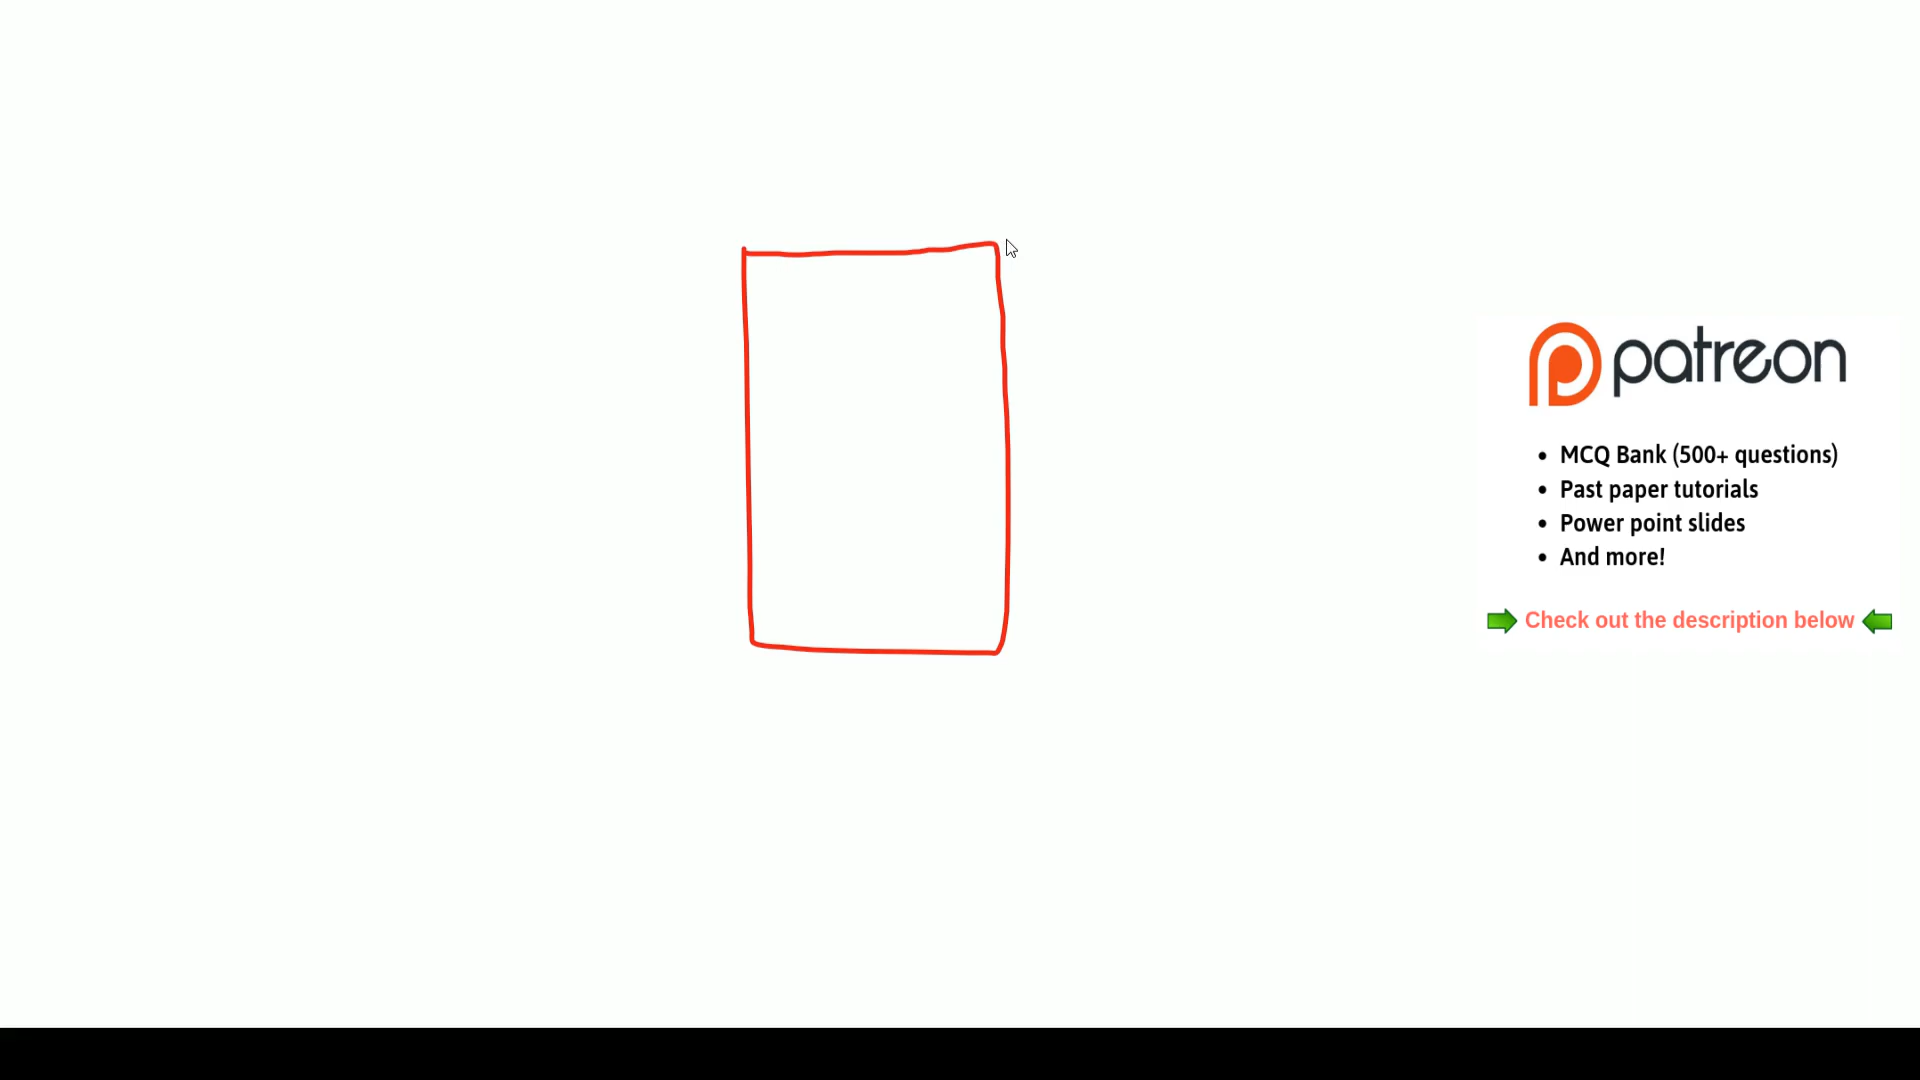 patreon
• MCQ Bank (500+ questions)
• Past paper tutorials
• Power point slides
• And more!
Check out the description below